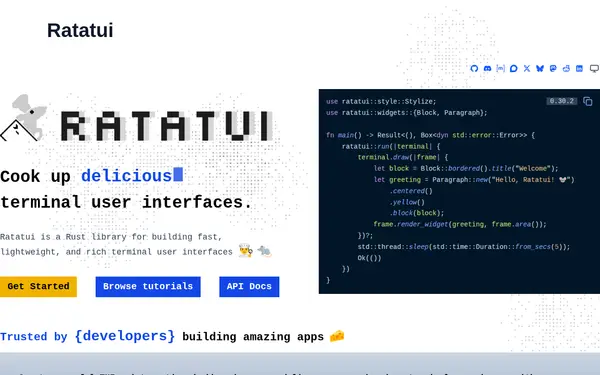 Ratatui
RATATUI
Cook up delicious
terminal user interfaces.
Ratatui is a Rust library for building fast,
lightweight, and rich terminal user interfaces 👨‍🍳 🐀
Get Started
Browse tutorials
API Docs
0.30.2
use ratatui::style::Stylize;
use ratatui::widgets::{Block, Paragraph};
fn main() -> Result<(), Box<dyn std::error::Error>> {
    ratatui::run(|terminal| {
        terminal.draw(|frame| {
            let block = Block::bordered().title("Welcome");
            let greeting = Paragraph::new("Hello, Ratatui! 🐭")
                .centered()
                .yellow()
                .block(block);
            frame.render_widget(greeting, frame.area());
        })?;
        std::thread::sleep(std::time::Duration::from_secs(5));
        Ok(())
    })
}
Trusted by {developers} building amazing apps 🧀